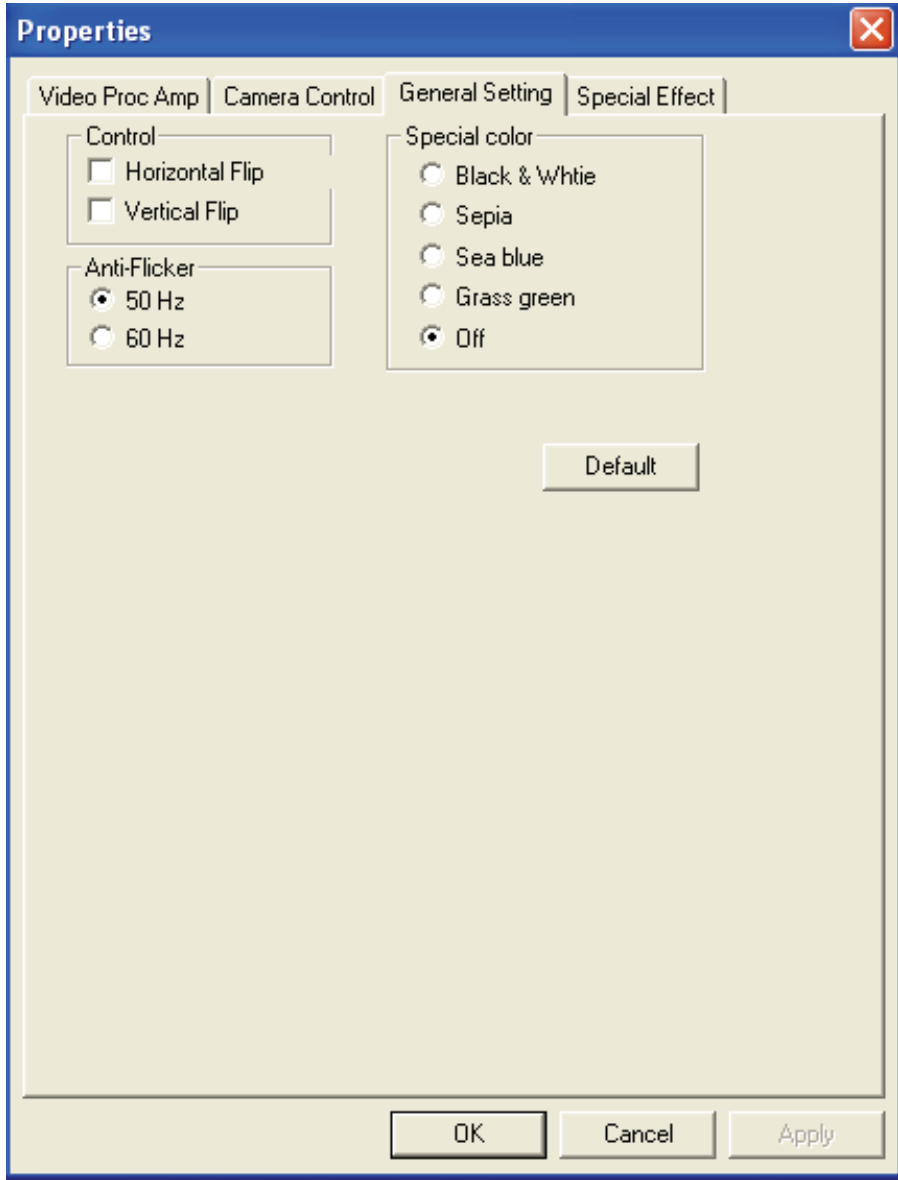 Properties
Video Proc Amp
Camera Control
General Setting
Special Effect
Control
Horizontal Flip
Vertical Flip
Anti-Flicker
50 Hz
60 Hz
Special color
Black & Whtie
Sepia
Sea blue
Grass green
Off
Default
OK
Cancel
Apply